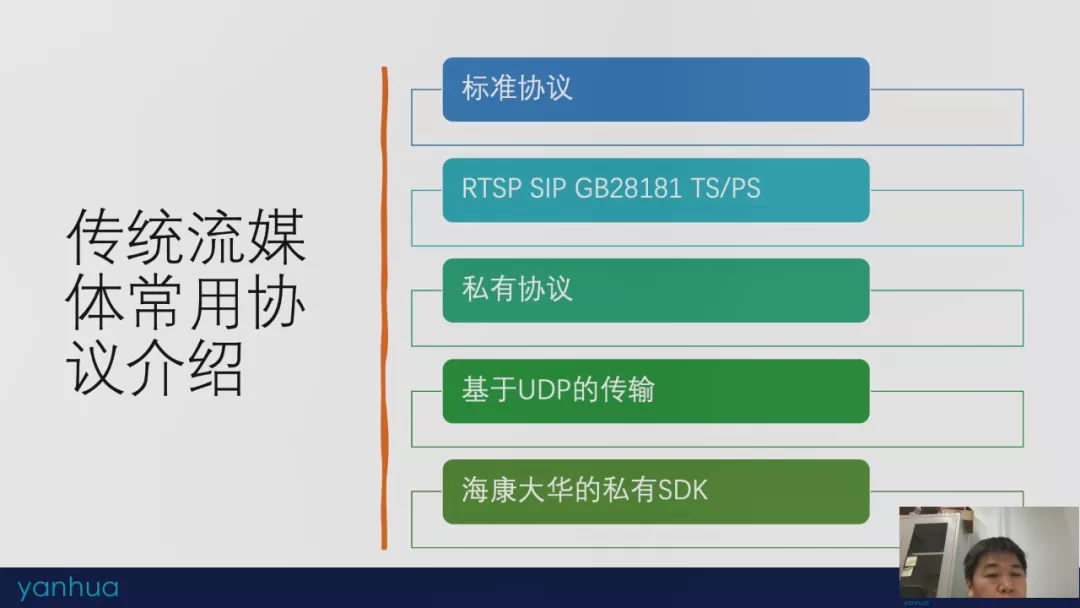 传统流媒
体常用协
议介绍
标准协议
RTSP SIP GB28181 TS/PS
私有协议
基于UDP的传输
海康大华的私有SDK
yanhua
yanhua